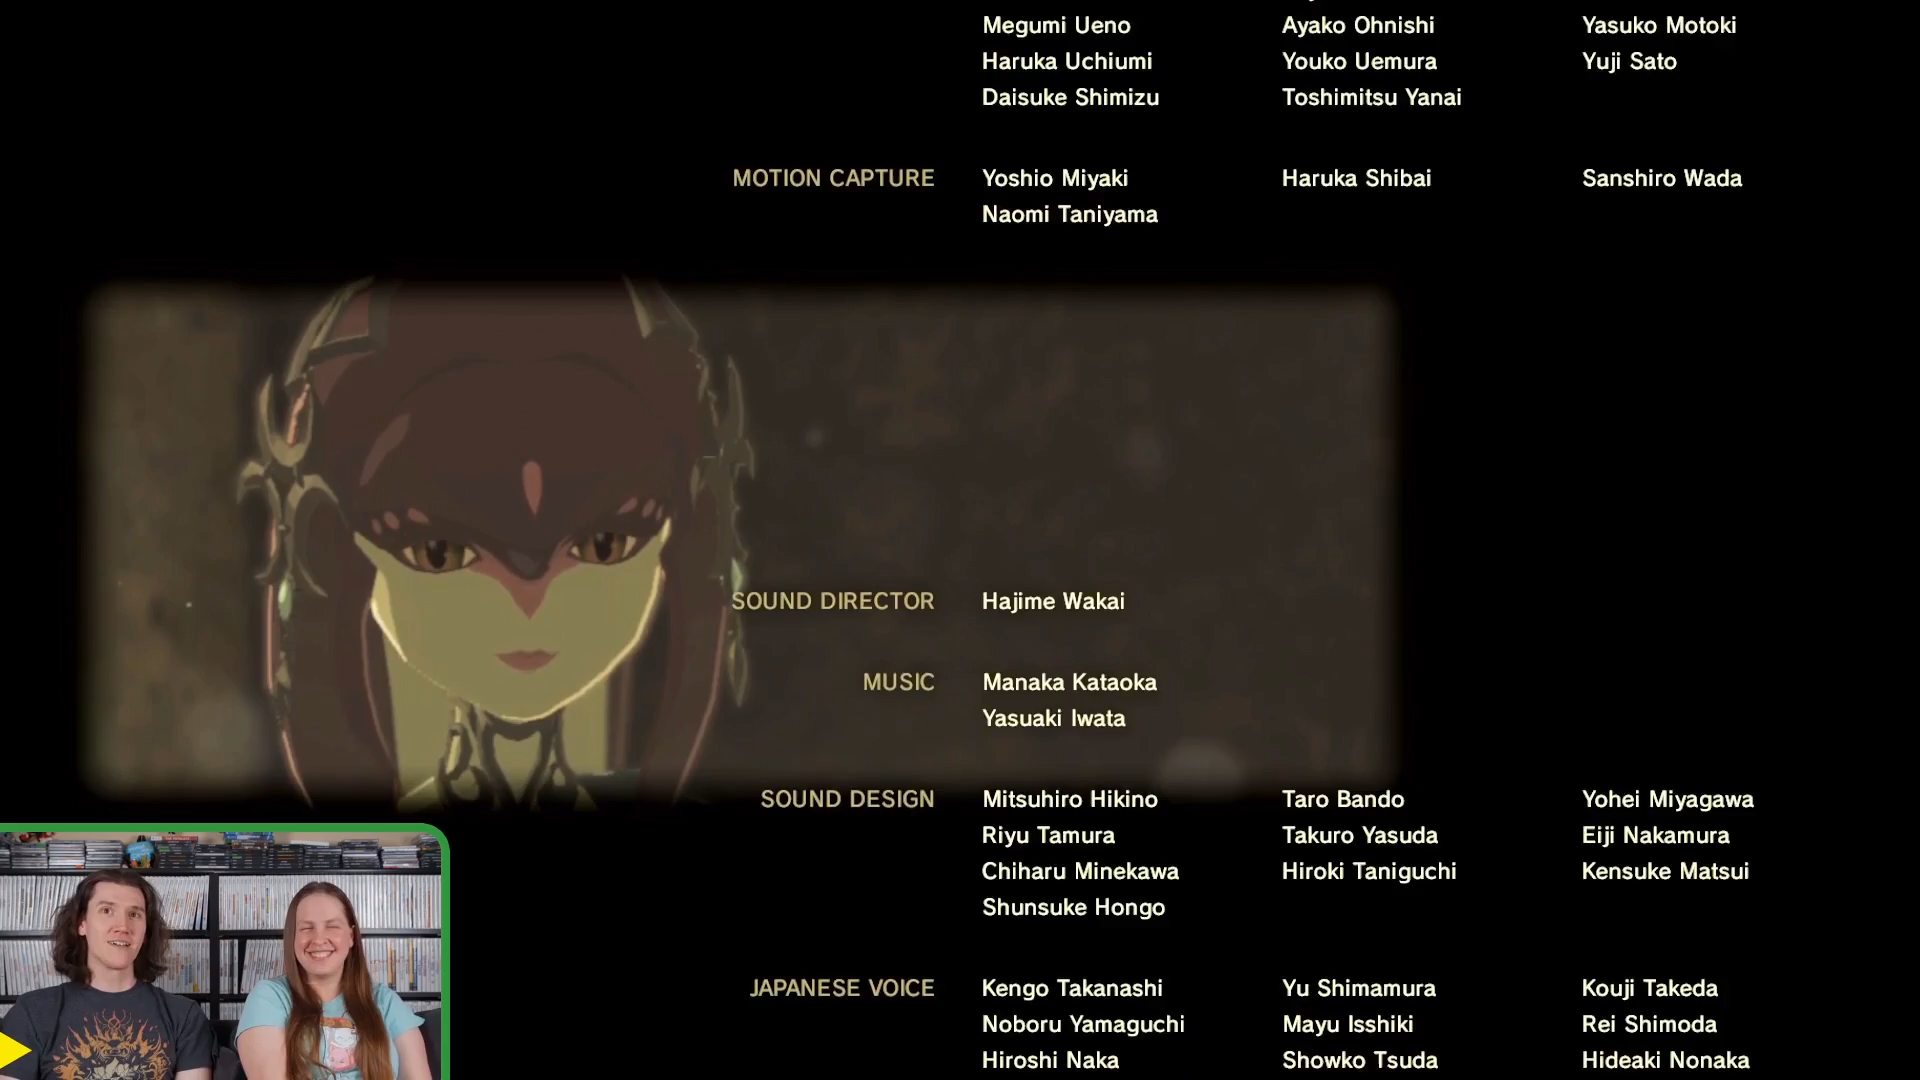 Megumi Ueno Ayako Ohnishi Yasuko Motoki
Haruka Uchiumi Youko Uemura Yuji Sato
Daisuke Shimizu Toshimitsu Yanai
MOTION CAPTURE Yoshio Miyaki Haruka Shibai Sanshiro Wada
Naomi Taniyama
SOUND DIRECTOR Hajime Wakai
MUSIC Manaka Kataoka
Yasuaki Iwata
SOUND DESIGN Mitsuhiro Hikino Taro Bando Yohei Miyagawa
Riyu Tamura Takuro Yasuda Eiji Nakamura
Chiharu Minekawa Hiroki Taniguchi Kensuke Matsui
Shunsuke Hongo
JAPANESE VOICE Kengo Takanashi Yu Shimamura Kouji Takeda
Noboru Yamaguchi Mayu Isshiki Rei Shimoda
Hiroshi Naka Showko Tsuda Hideaki Nonaka